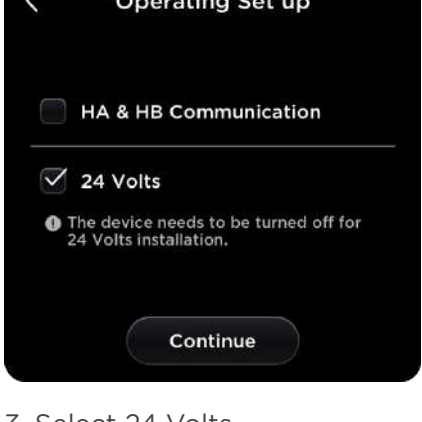 Operating Set up
HA & HB Communication
24 Volts
The device needs to be turned off for
24 Volts installation.
Continue
3. Select 24 Volts